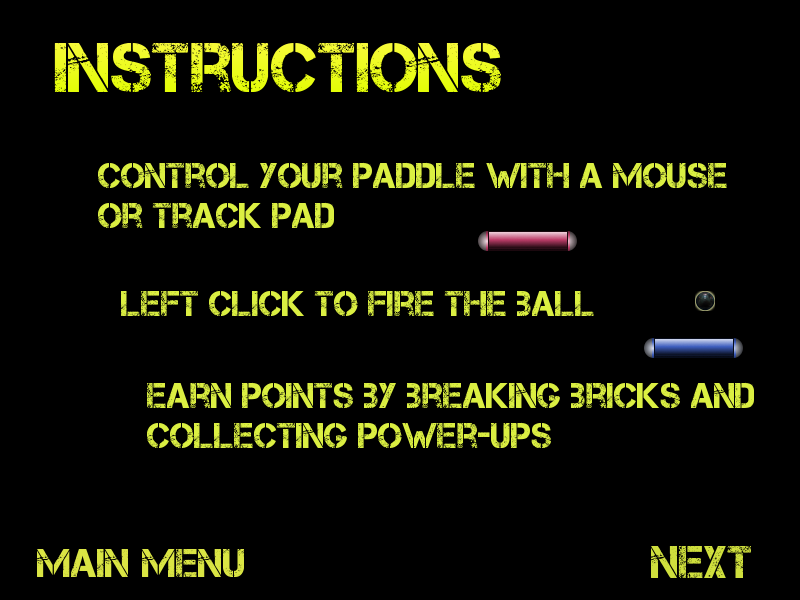 INSTRUCTIONS
CONTROL YOUR PADDLE WITH A MOUSE
OR TRACK PAD
LEFT CLICK TO FIRE THE BALL
EARN POINTS BY BREAKING BRICKS AND
COLLECTING POWER-UPS
MAIN MENU
NEXT